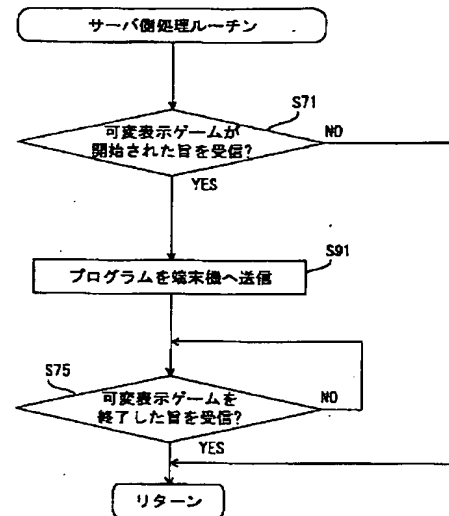 サーバ側処理ルーチン
S71
可変表示ゲームが
開始された旨を受信?
NO
YES
S91
プログラムを端末機へ送信
S75
可変表示ゲームを
終了した旨を受信?
NO
YES
リターン